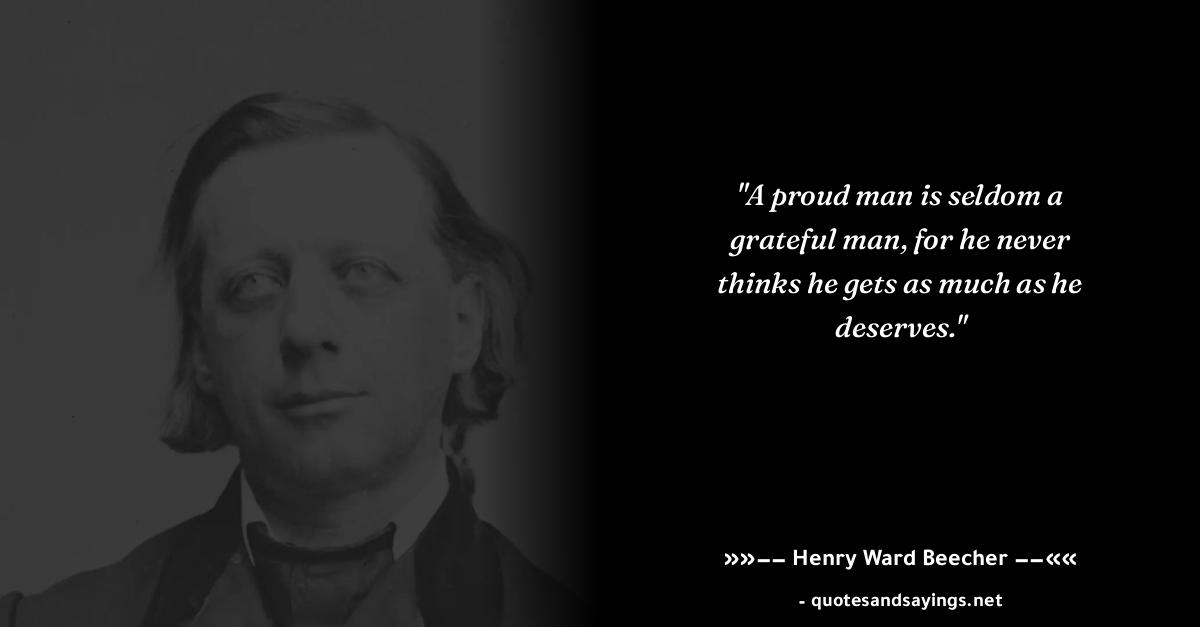 "A proud man is seldom a
grateful man, for he never
thinks he gets as much as he
deserves."
»»−− Henry Ward Beecher −−««
- quotesandsayings.net